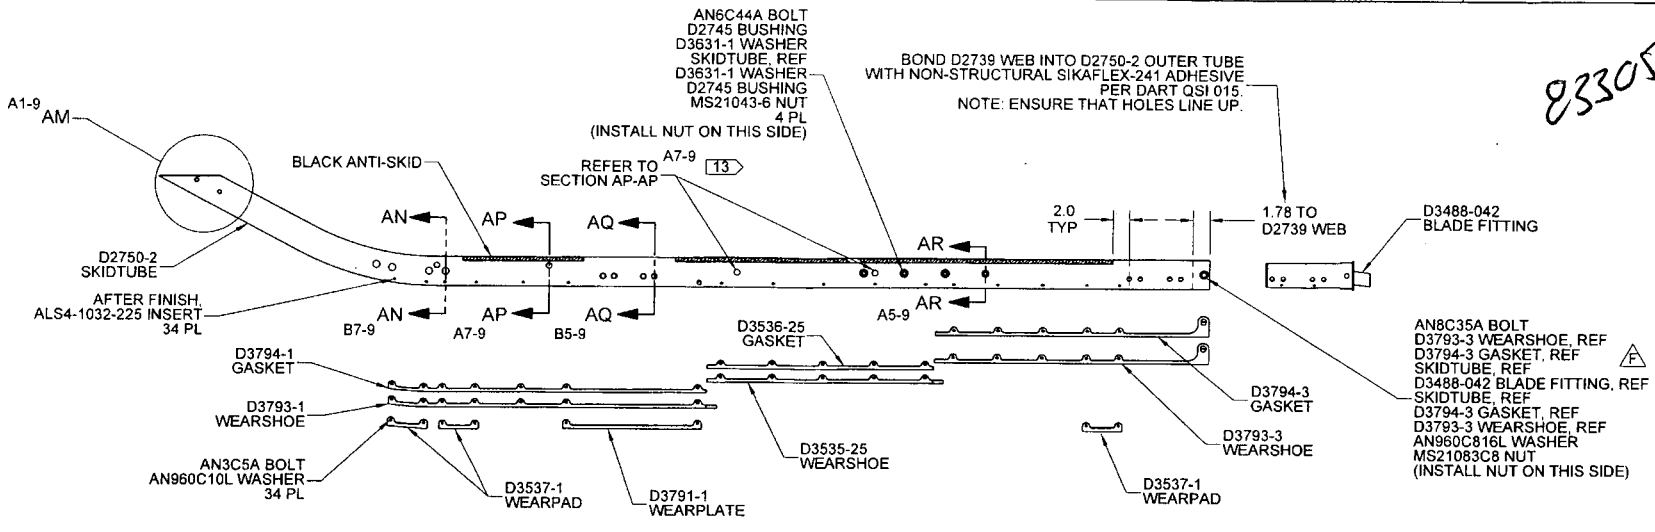 AN6C44A BOLT
D2745 BUSHING
D3631-1 WASHER
SKIDTUBE, REF
D3631-1 WASHER
D2745 BUSHING
MS21043-6 NUT
4 PL
(INSTALL NUT ON THIS SIDE)
BOND D2739 WEB INTO D2750-2 OUTER TUBE
WITH NON-STRUCTURAL SIKAFLEX-241 ADHESIVE
PER DART QSI 015.
NOTE: ENSURE THAT HOLES LINE UP.
83305
A1-9
AM
BLACK ANTI-SKID
REFER TO
SECTION AP-AP
A7-9
13
AN
AP
AQ
AR
2.0
TYP
1.78 TO
D2739 WEB
D3488-042
BLADE FITTING
D2750-2
SKIDTUBE
AFTER FINISH,
ALS4-1032-225 INSERT
34 PL
AN
B7-9
AP
A7-9
AQ
B5-9
AR
A5-9
D3794-1
GASKET
D3536-25
GASKET
D3793-1
WEARSHOE
D3794-3
GASKET
D3793-3
WEARSHOE
AN8C35A BOLT
D3793-3 WEARSHOE, REF
D3794-3 GASKET, REF
SKIDTUBE, REF
D3488-042 BLADE FITTING, REF
SKIDTUBE, REF
D3794-3 GASKET, REF
D3793-3 WEARSHOE, REF
AN960C816L WASHER
MS21083C8 NUT
(INSTALL NUT ON THIS SIDE)
F
AN3C5A BOLT
AN960C10L WASHER
34 PL
D3537-1
WEARPAD
D3791-1
WEARPLATE
D3535-25
WEARSHOE
D3537-1
WEARPAD